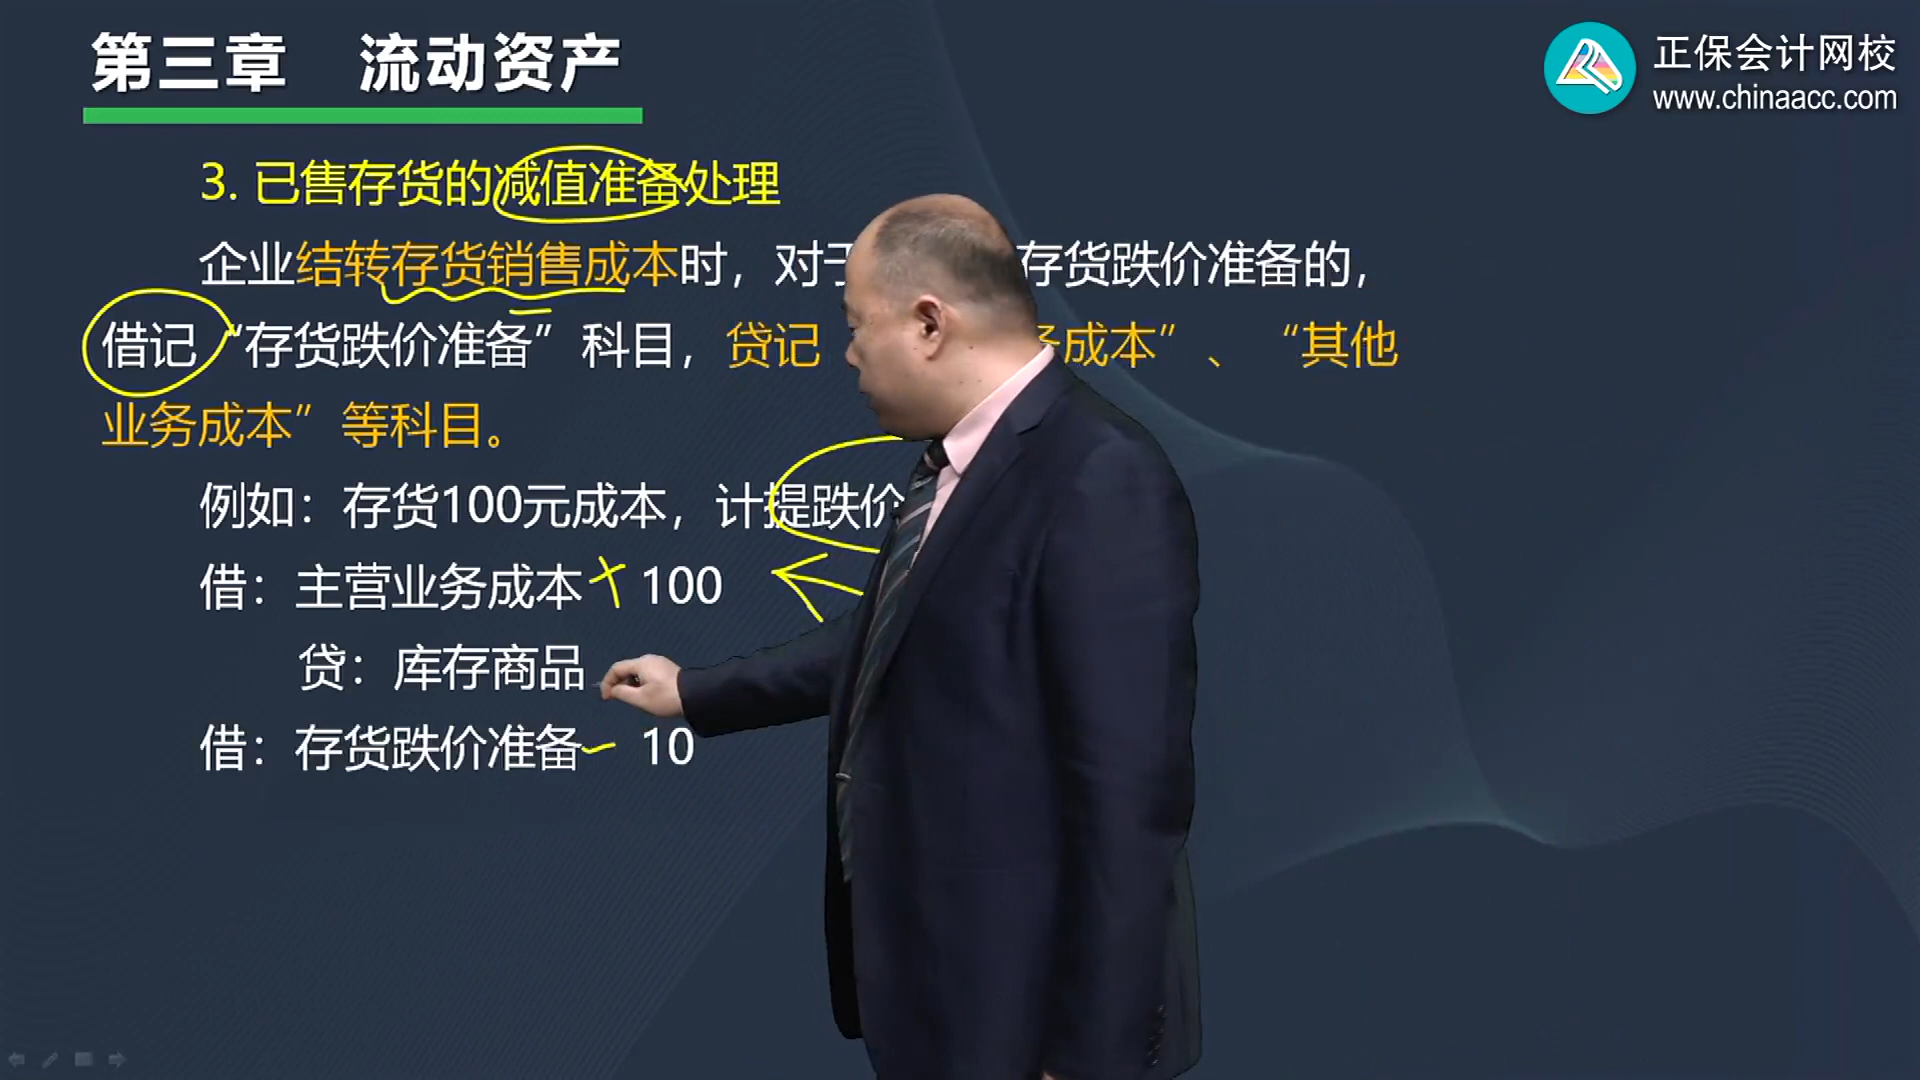 第三章 流动资产
正保会计网校
www.chinaacc.com
3. 已售存货的减值准备处理
企业结转存货销售成本时，对于 存货跌价准备的，
借记“存货跌价准备”科目，贷记 成本”、“其他
业务成本”等科目。
例如：存货100元成本，计提跌价
借：主营业务成本 100
贷：库存商品
借：存货跌价准备 10